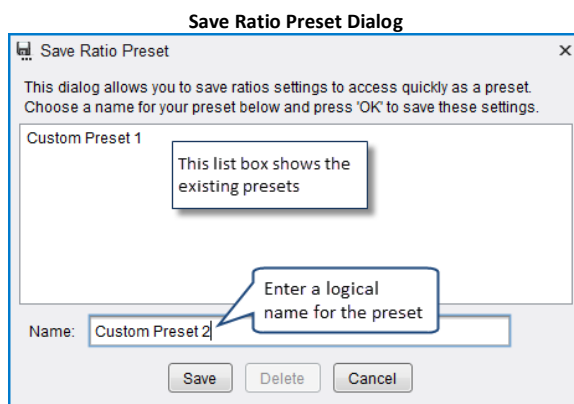 Save Ratio Preset Dialog
Save Ratio Preset
This dialog allows you to save ratios settings to access quickly as a preset.
Choose a name for your preset below and press 'OK' to save these settings.
Custom Preset 1
This list box shows the
existing presets
Enter a logical
name for the preset
Name: Custom Preset 2
Save Delete Cancel